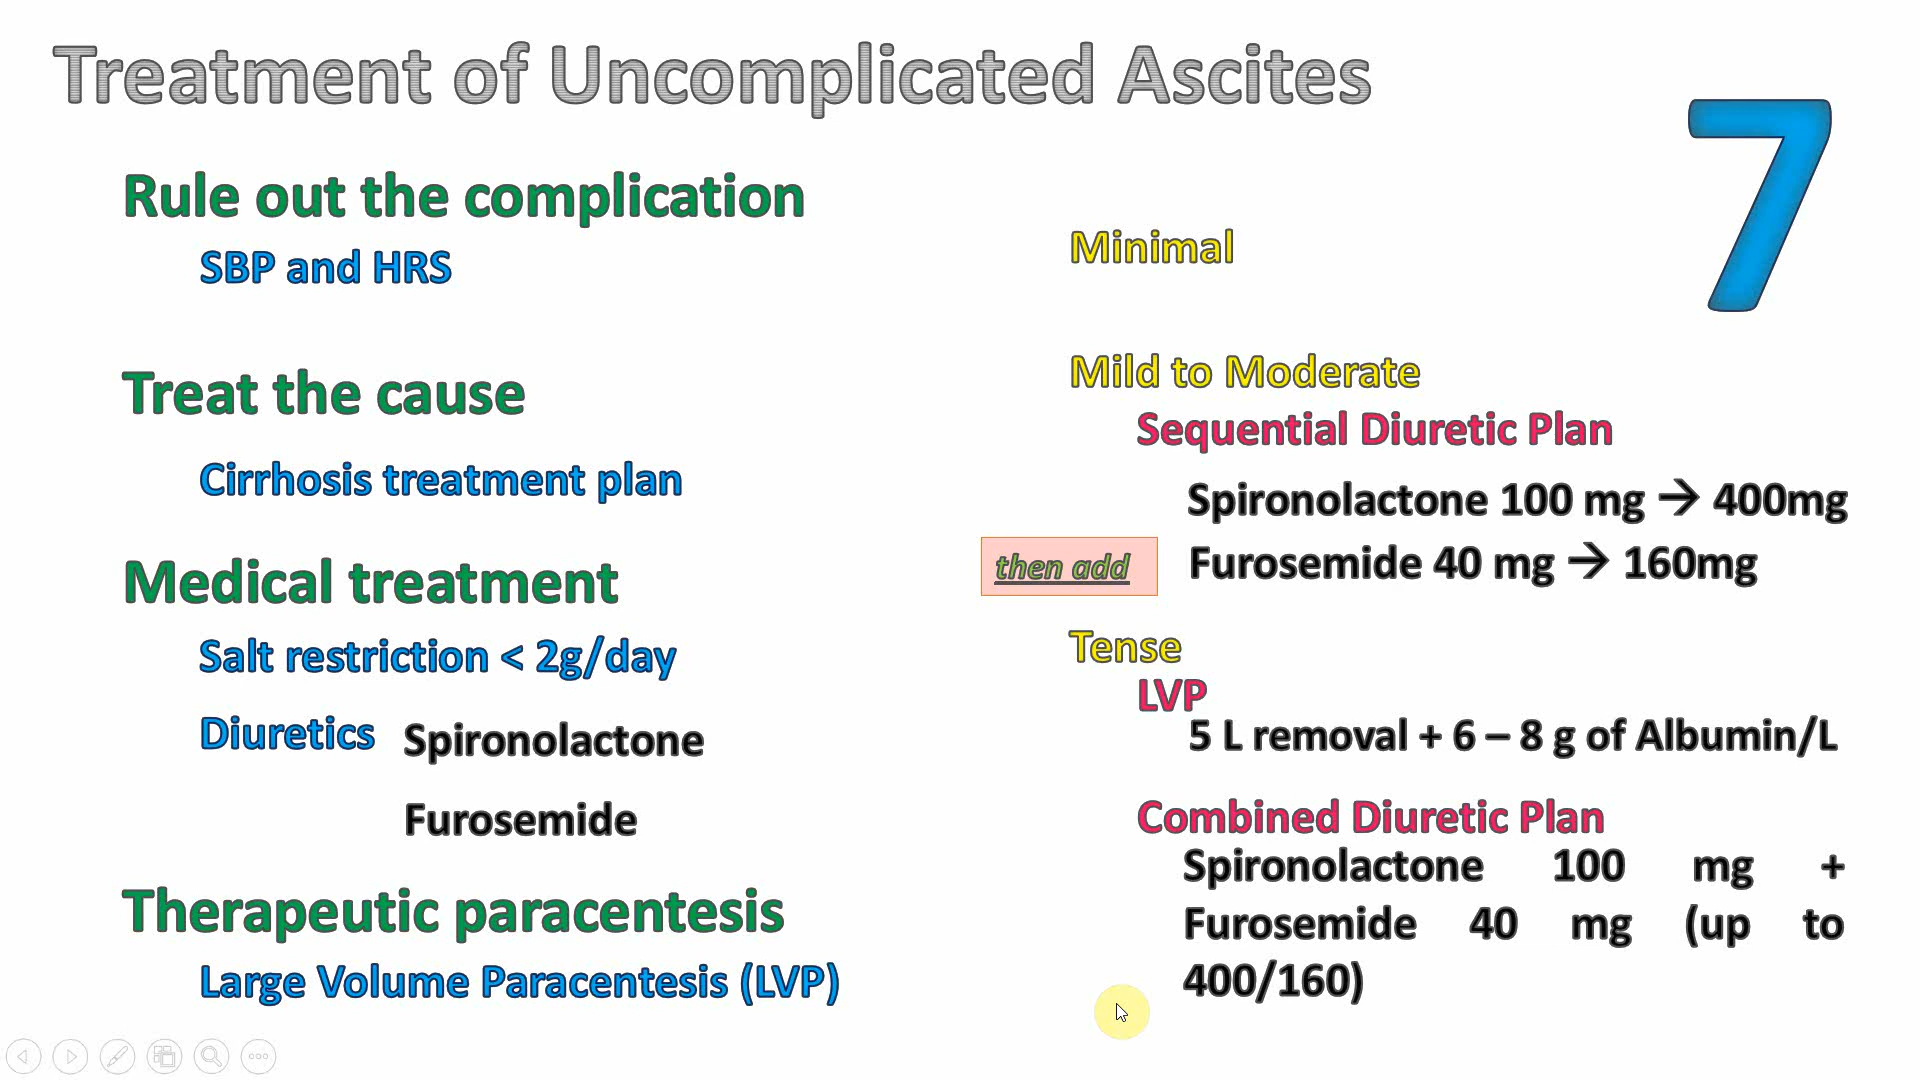 Treatment of Uncomplicated Ascites
7
Rule out the complication
SBP and HRS
Treat the cause
Cirrhosis treatment plan
Medical treatment
Salt restriction < 2g/day
Diuretics Spironolactone
Furosemide
Therapeutic paracentesis
Large Volume Paracentesis (LVP)
Minimal
Mild to Moderate
Sequential Diuretic Plan
Spironolactone 100 mg → 400mg
then add Furosemide 40 mg → 160mg
Tense
LVP
5 L removal + 6 – 8 g of Albumin/L
Combined Diuretic Plan
Spironolactone 100 mg +
Furosemide 40 mg (up to
400/160)